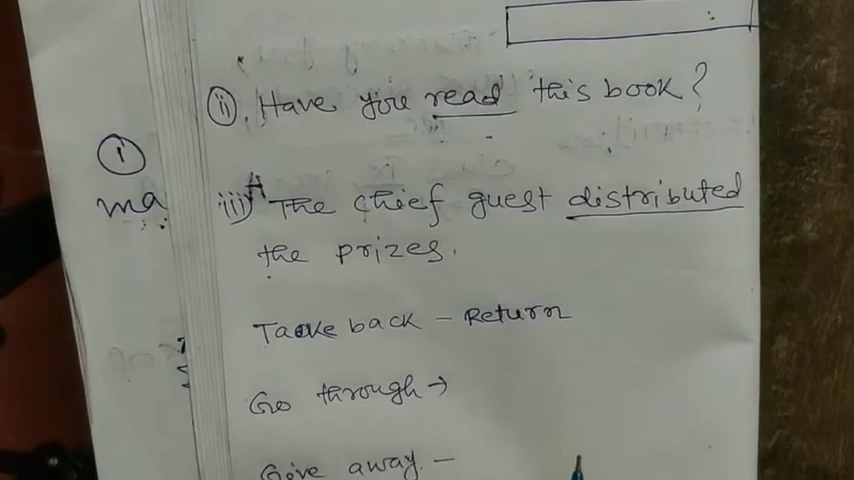 (ii). Have you read this book?
(i)
ma
iii) The chief guest distributed
the prizes.
Take back - Return
Go through →
Give away. -